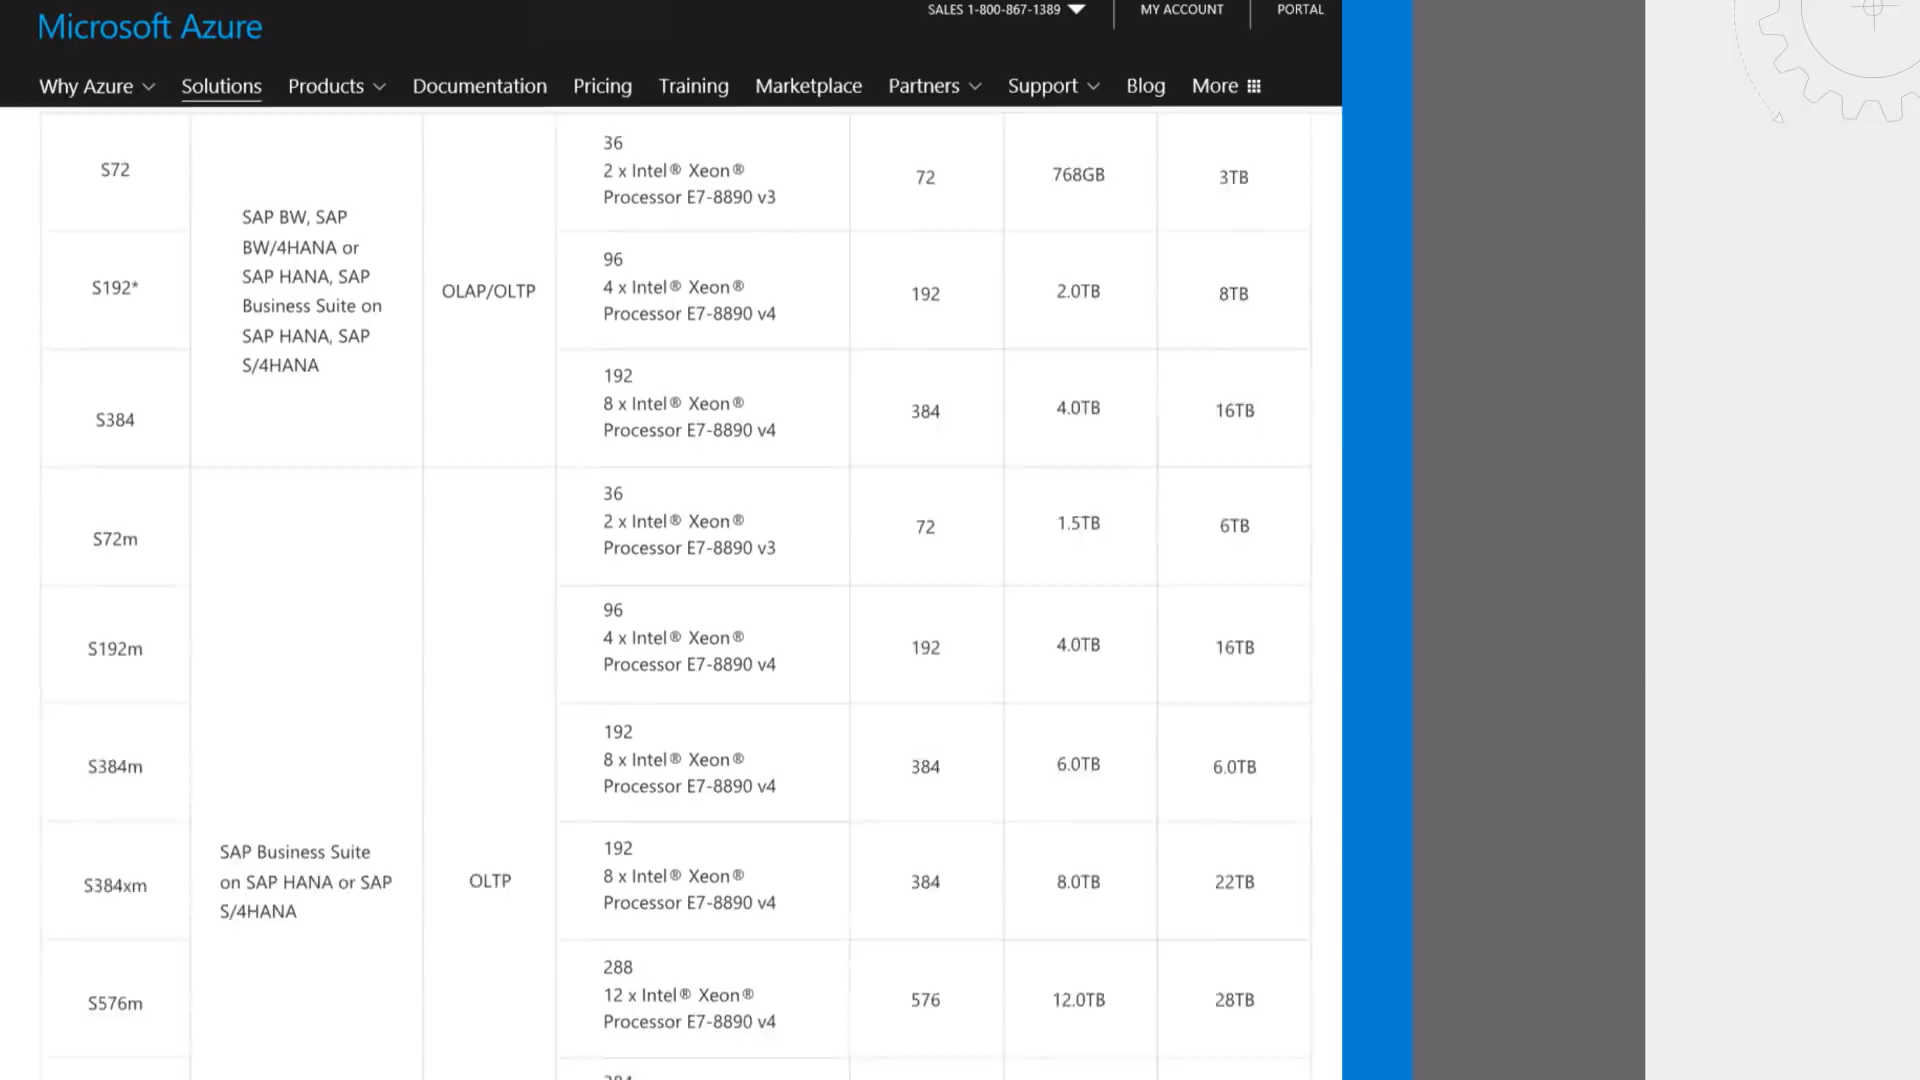 SALES 1-800-867-1389 MY ACCOUNT PORTAL
Microsoft Azure
Why Azure Solutions Products Documentation Pricing Training Marketplace Partners Support Blog More
S72
SAP BW, SAP
BW/4HANA or
SAP HANA, SAP
Business Suite on
SAP HANA, SAP
S/4HANA
OLAP/OLTP
36
2 x Intel® Xeon®
Processor E7-8890 v3
72
768GB
3TB
S192*
96
4 x Intel® Xeon®
Processor E7-8890 v4
192
2.0TB
8TB
S384
192
8 x Intel® Xeon®
Processor E7-8890 v4
384
4.0TB
16TB
S72m
36
2 x Intel® Xeon®
Processor E7-8890 v3
72
1.5TB
6TB
S192m
96
4 x Intel® Xeon®
Processor E7-8890 v4
192
4.0TB
16TB
S384m
192
8 x Intel® Xeon®
Processor E7-8890 v4
384
6.0TB
6.0TB
SAP Business Suite
on SAP HANA or SAP
S/4HANA
OLTP
S384xm
192
8 x Intel® Xeon®
Processor E7-8890 v4
384
8.0TB
22TB
S576m
288
12 x Intel® Xeon®
Processor E7-8890 v4
576
12.0TB
28TB